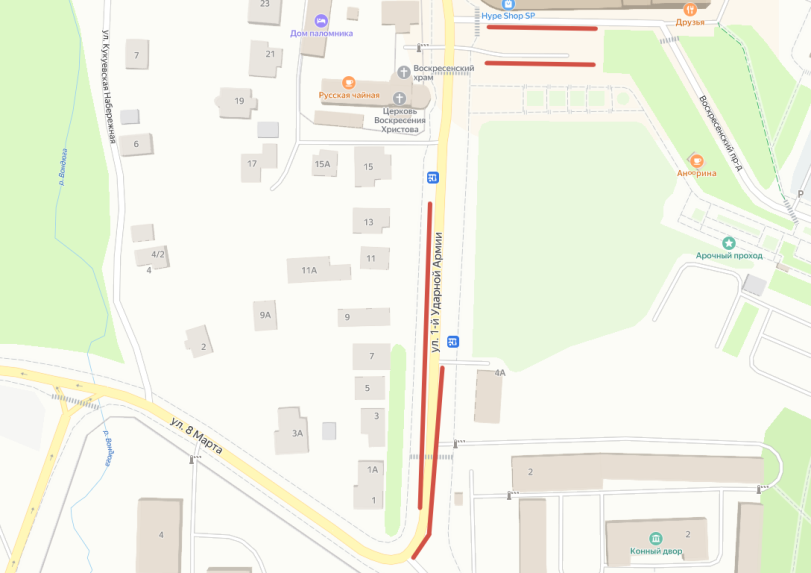 23
Hype Shop SP
Друзья
Дом паломника
ул. Кукуевская Набережная
7
21
Воскресенский
храм
Русская чайная
19
Церковь
Воскресения
Христова
Воскресенский пр-д
6
р. Вондюга
17
15А
15
Анфорина
Р
13
4/2
4
11
11А
ул. 1-й Ударной Армии
Арочный проход
9А
9
2
7
4А
5
ул. 8 Марта
3А
3
р. Вондюга
1А
2
1
4
2
Конный двор